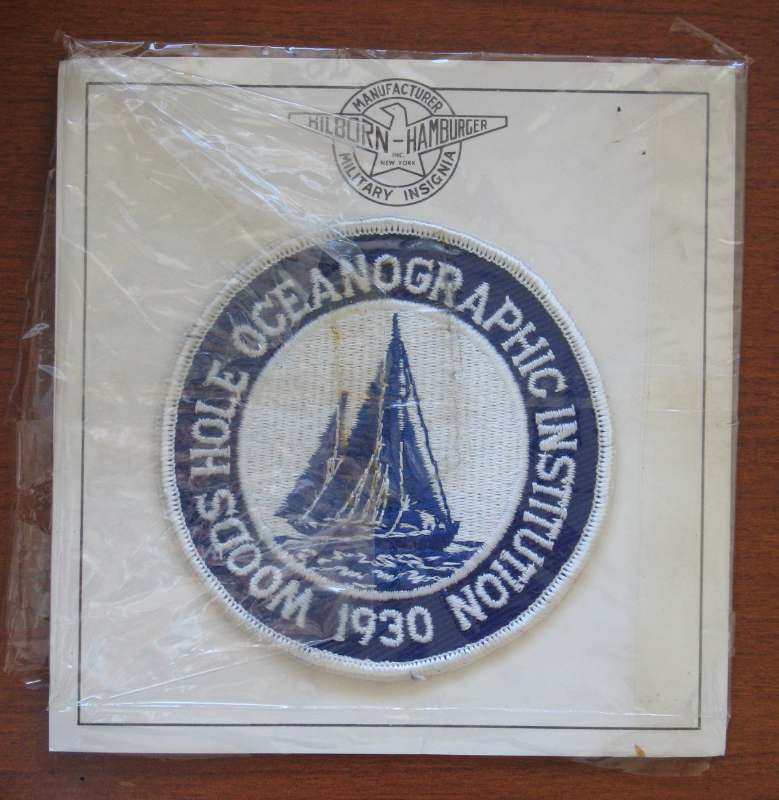 MANUFACTURER
HILBORN-HAMBURGER
INC.
NEW YORK
MILITARY INSIGNIA
WOODS HOLE OCEANOGRAPHIC INSTITUTION
1930